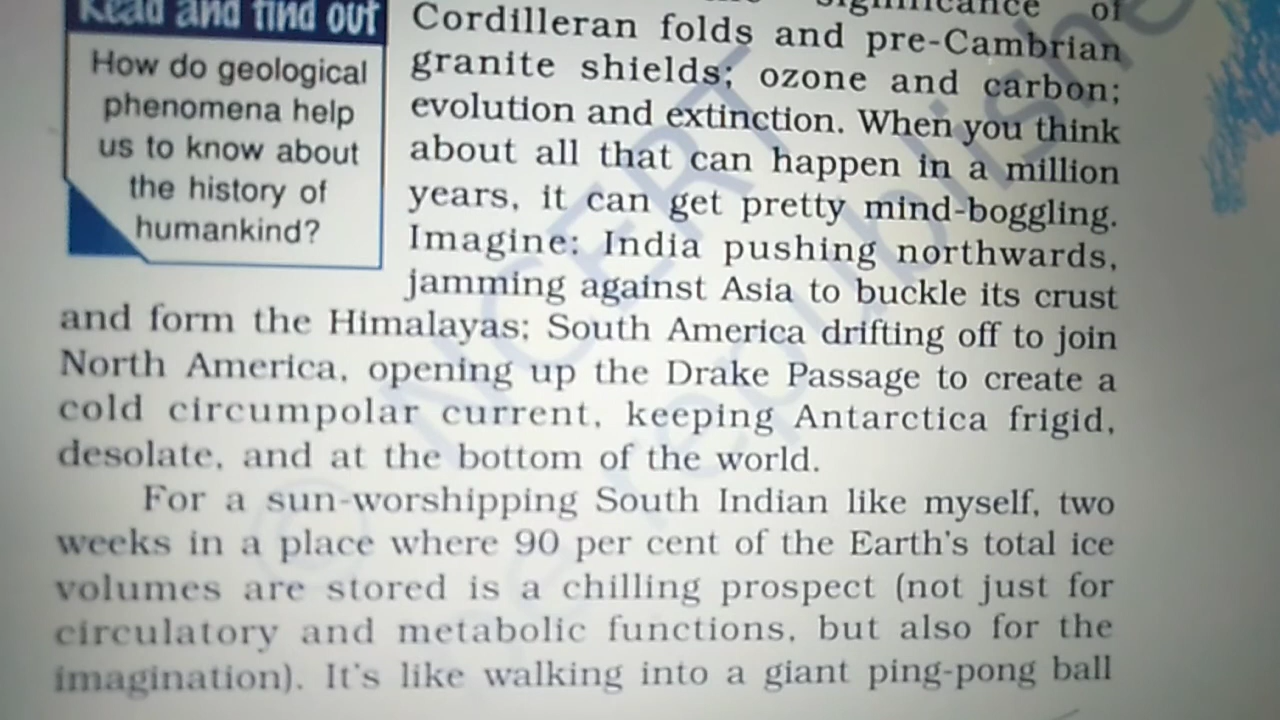 Read and find out
How do geological
phenomena help
us to know about
the history of
humankind?
significance of
Cordilleran folds and pre-Cambrian
granite shields; ozone and carbon;
evolution and extinction. When you think
about all that can happen in a million
years, it can get pretty mind-boggling.
Imagine: India pushing northwards,
jamming against Asia to buckle its crust
and form the Himalayas; South America drifting off to join
North America, opening up the Drake Passage to create a
cold circumpolar current, keeping Antarctica frigid,
desolate, and at the bottom of the world.
For a sun-worshipping South Indian like myself, two
weeks in a place where 90 per cent of the Earth's total ice
volumes are stored is a chilling prospect (not just for
circulatory and metabolic functions, but also for the
imagination). It's like walking into a giant ping-pong ball
© NCERT
be republishe